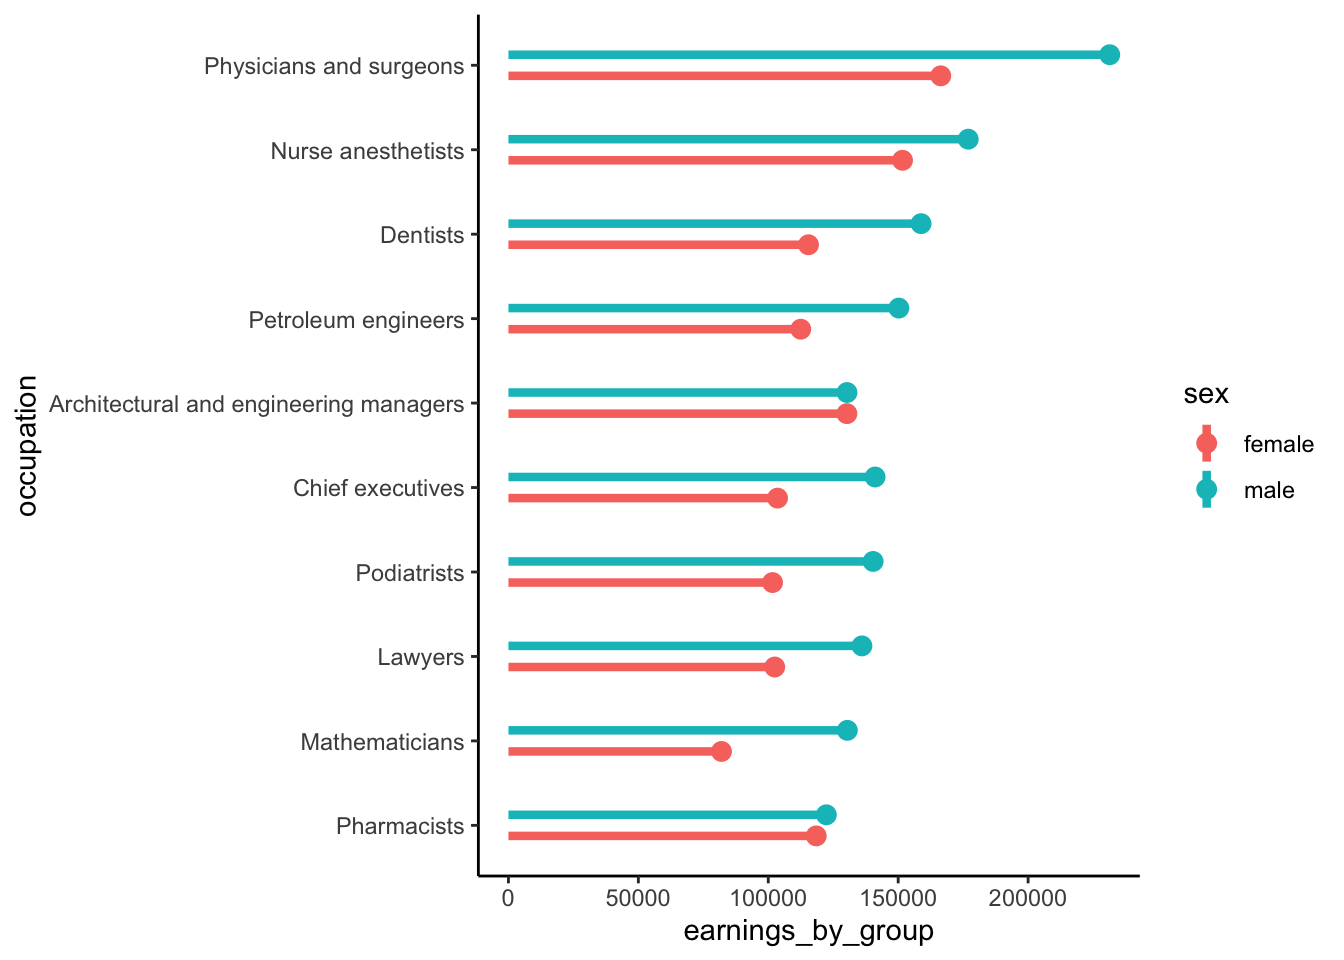 occupation
Physicians and surgeons
Nurse anesthetists
Dentists
Petroleum engineers
Architectural and engineering managers
Chief executives
Podiatrists
Lawyers
Mathematicians
Pharmacists
0 50000 100000 150000 200000
earnings_by_group
sex
female
male